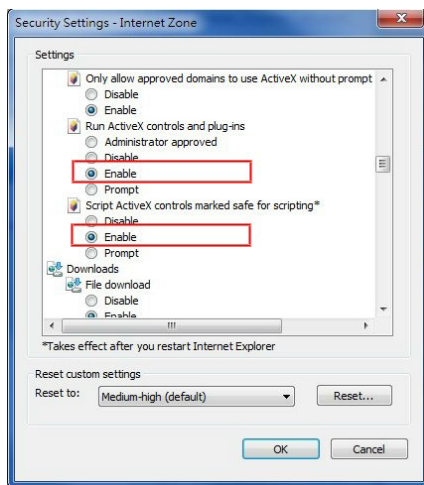 Security Settings - Internet Zone
Settings
Only allow approved domains to use ActiveX without prompt
Disable
Enable
Run ActiveX controls and plug-ins
Administrator approved
Disable
Enable
Prompt
Script ActiveX controls marked safe for scripting*
Disable
Enable
Prompt
Downloads
File download
Disable
Enable
*Takes effect after you restart Internet Explorer
Reset custom settings
Reset to: Medium-high (default) Reset...
OK Cancel